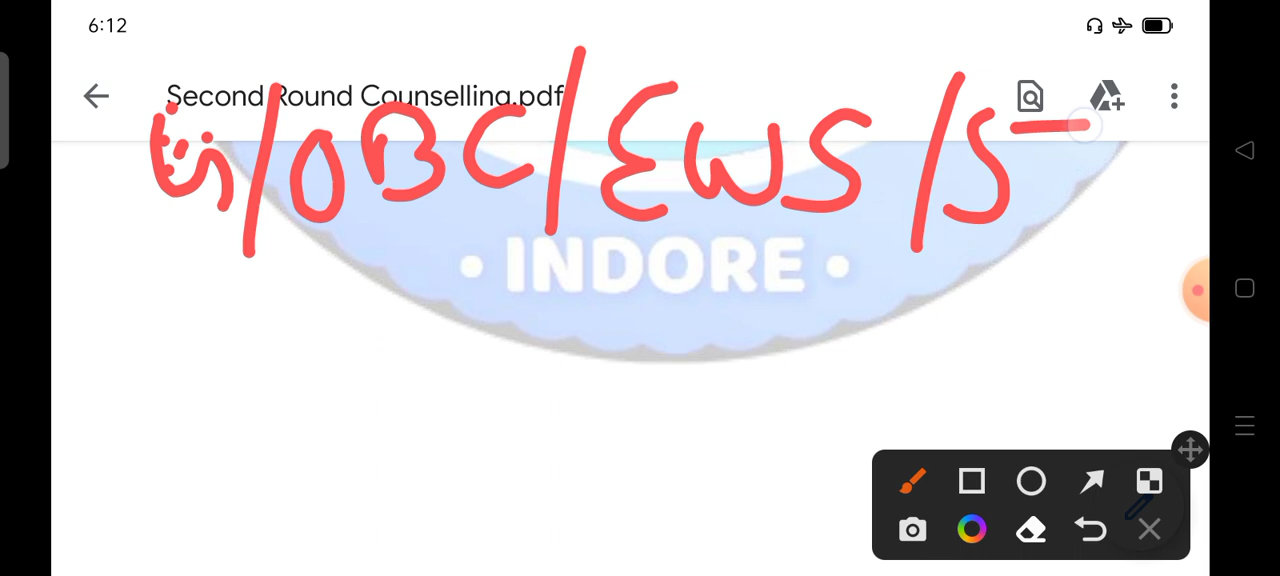 6:12
Second Round Counselling.pdf
/OBC/EWS/S
• INDORE •